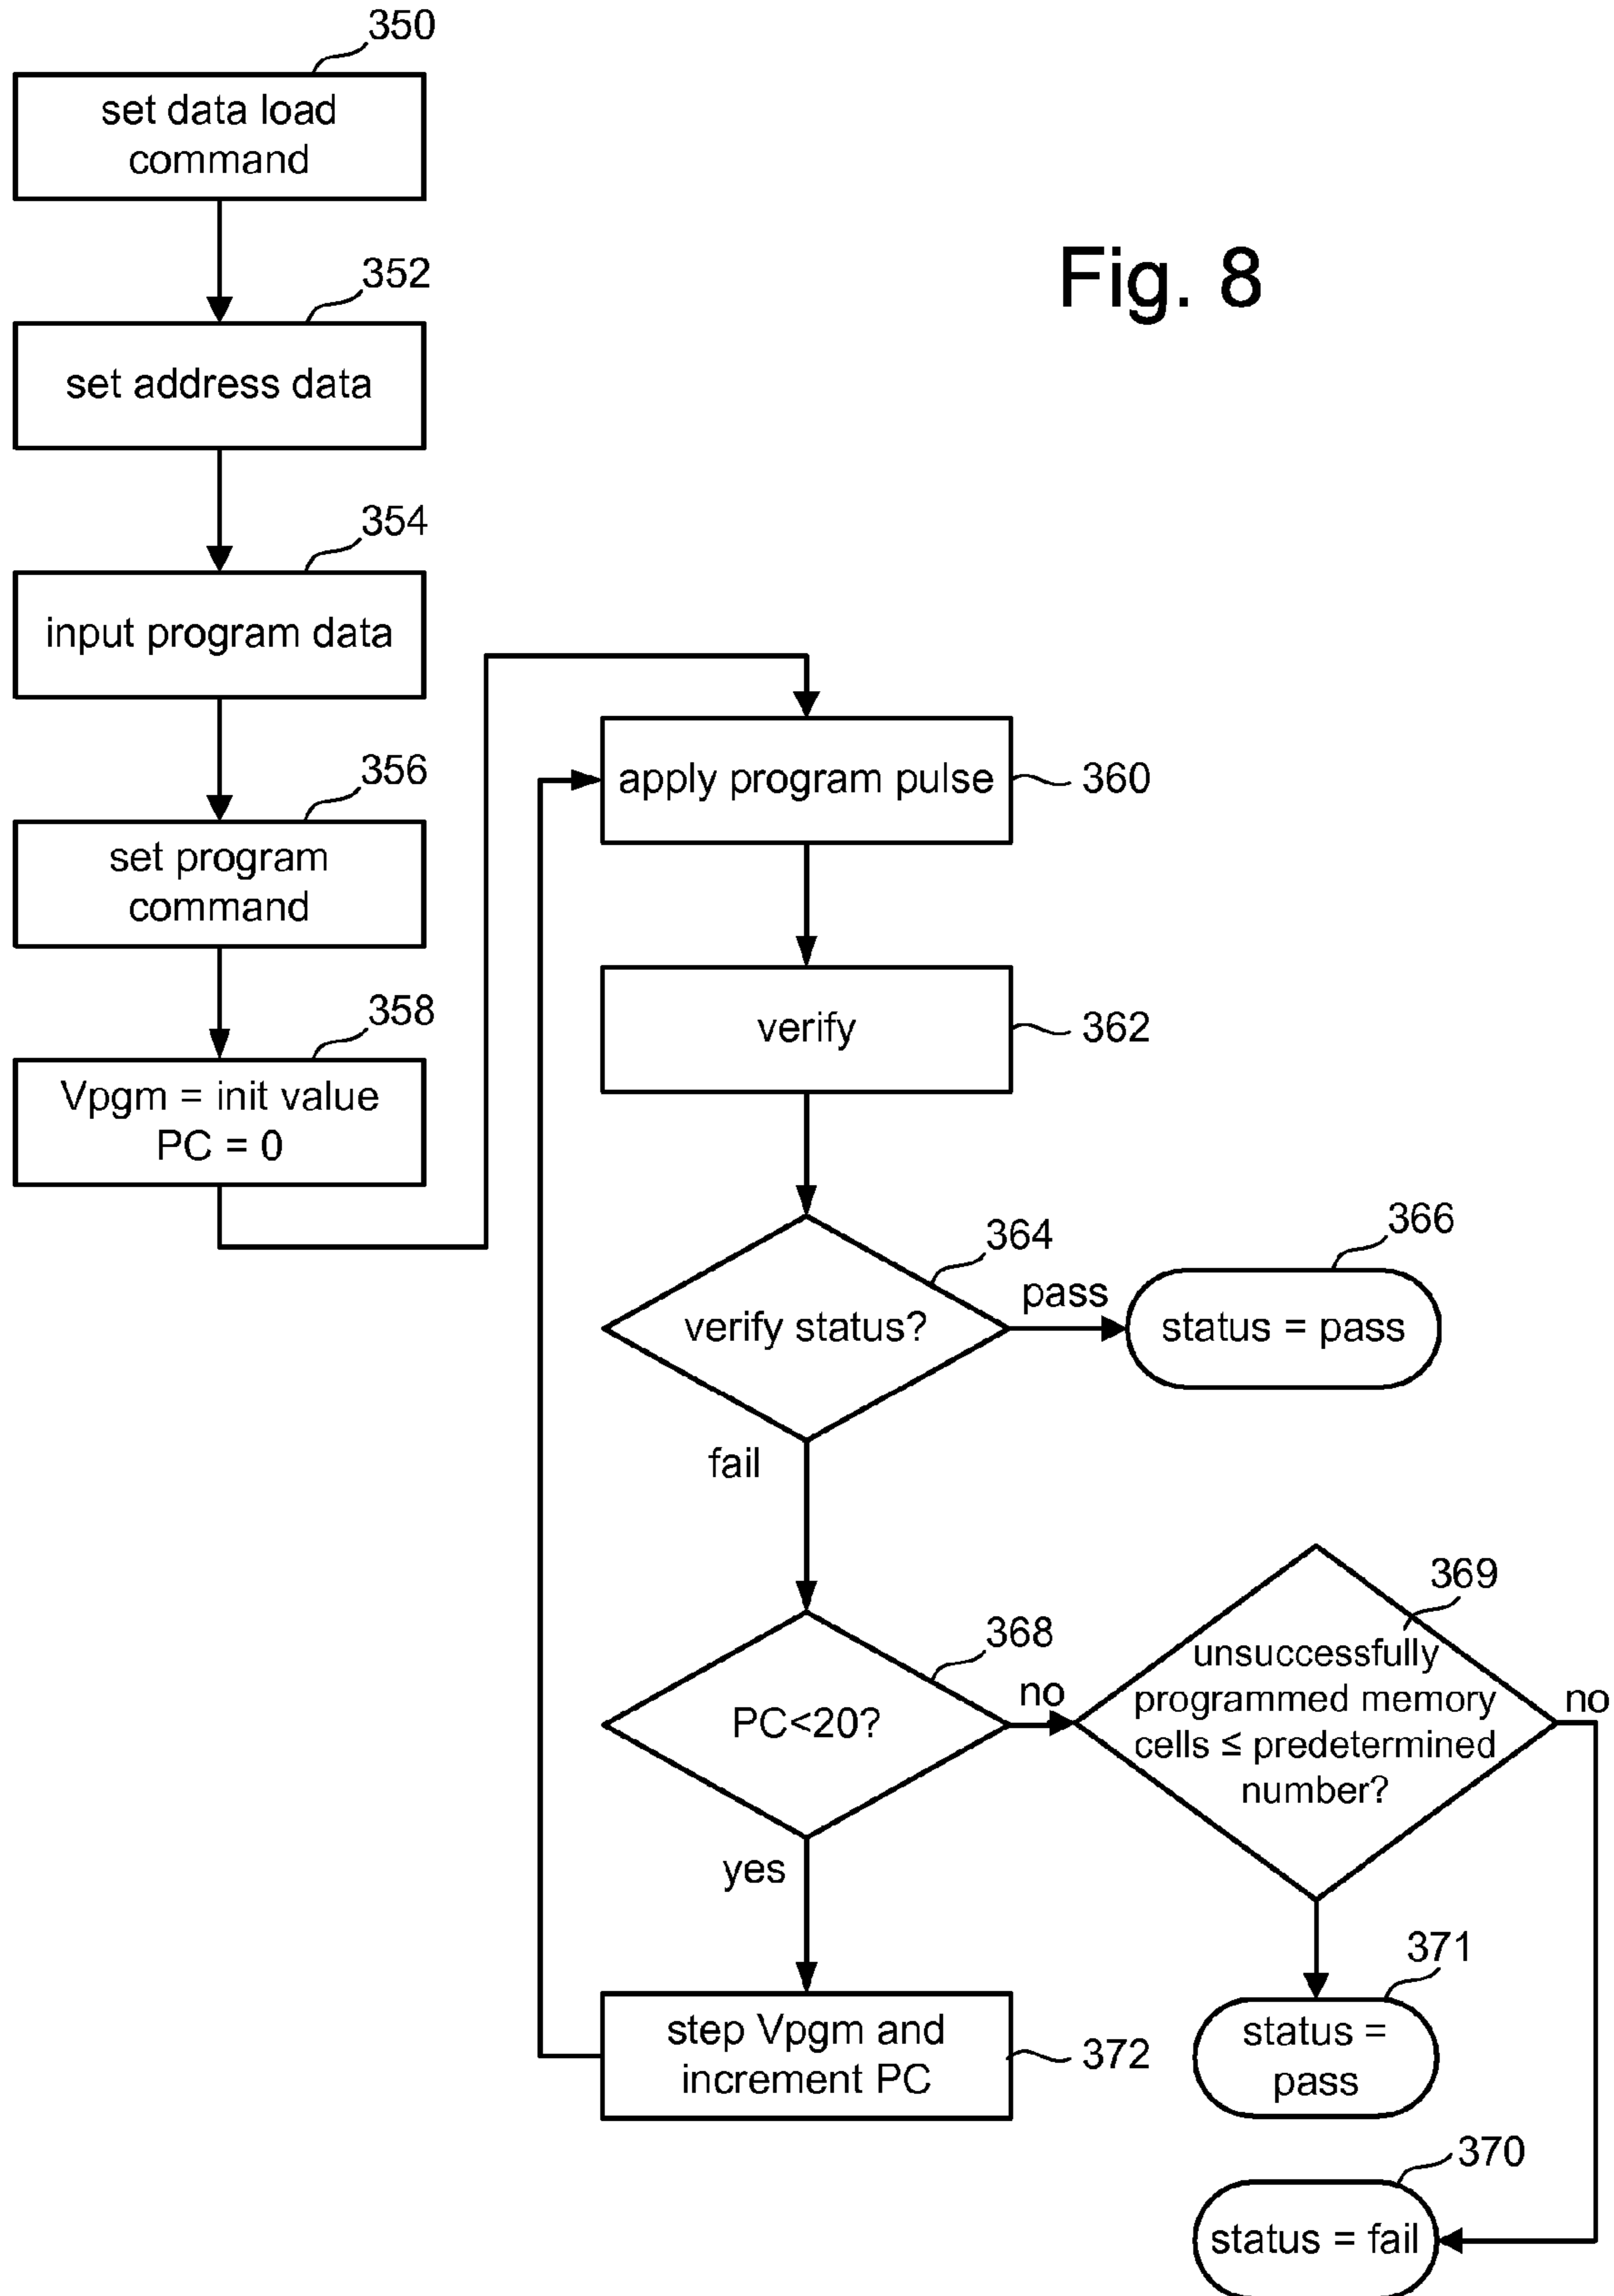 350
set data load
command
352
set address data
354
input program data
356
set program
command
358
Vpgm = init value
PC = 0
Fig. 8
apply program pulse
360
verify
362
364
verify status?
pass
366
status = pass
fail
368
PC<20?
no
369
unsuccessfully
programmed memory
cells ≤ predetermined
number?
no
yes
step Vpgm and
increment PC
372
371
status =
pass
370
status = fail